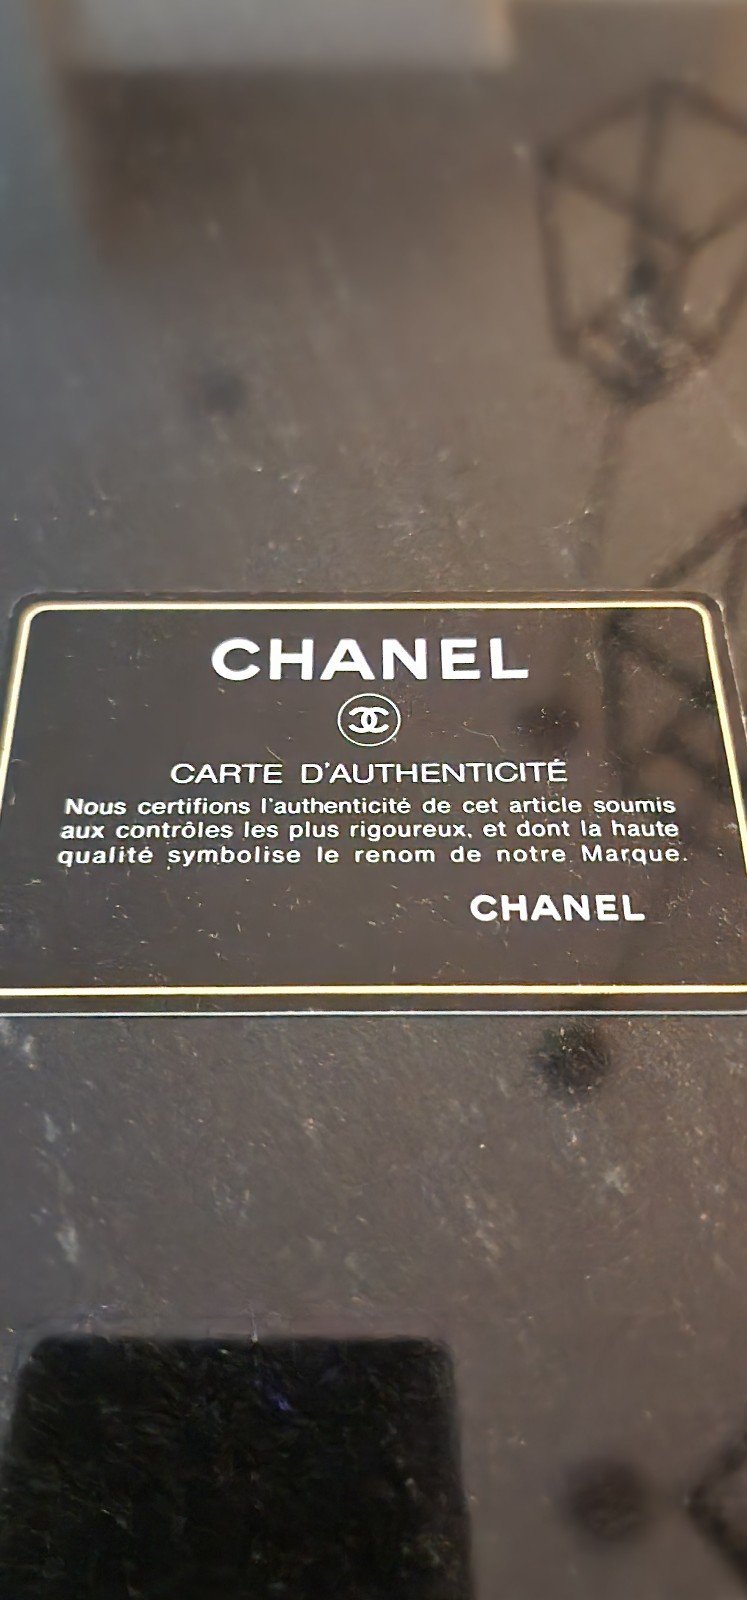 CHANEL
CARTE D'AUTHENTICITÉ
Nous certifions l'authenticité de cet article soumis
aux contrôles les plus rigoureux, et dont la haute
qualité symbolise le renom de notre Marque.
CHANEL